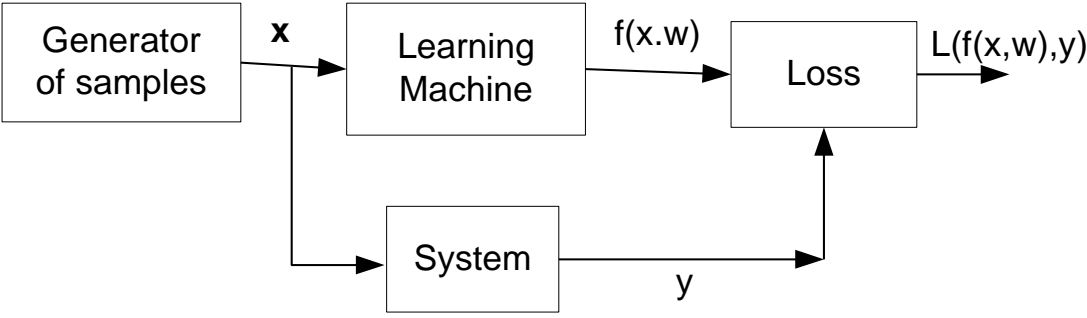 Generator
of samples
x
Learning
Machine
f(x.w)
Loss
L(f(x,w),y)
System
y